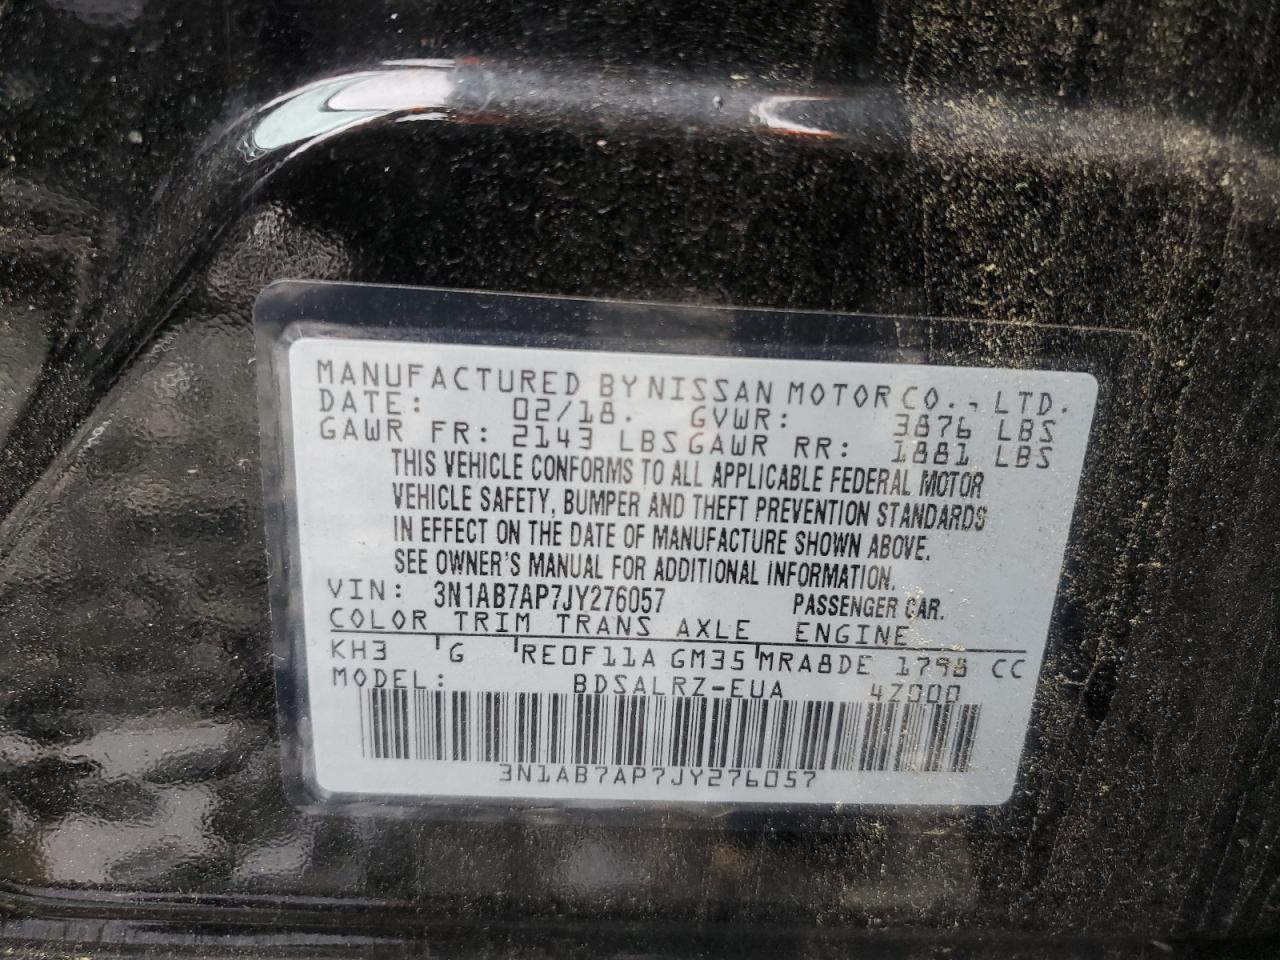 MANUFACTURED BY NISSAN MOTOR CO., LTD.
DATE: 02/18. GVWR: 3876 LBS
GAWR FR: 2143 LBS GAWR RR: 1881 LBS
THIS VEHICLE CONFORMS TO ALL APPLICABLE FEDERAL MOTOR
VEHICLE SAFETY, BUMPER AND THEFT PREVENTION STANDARDS
IN EFFECT ON THE DATE OF MANUFACTURE SHOWN ABOVE.
SEE OWNER'S MANUAL FOR ADDITIONAL INFORMATION.
VIN: 3N1AB7AP7JY276057 PASSENGER CAR.
COLOR TRIM TRANS AXLE ENGINE
KH3 G RE0F11A GM35 MRA8DE 1798 CC
MODEL: BDSALRZ-EUA 4Z000
3N1AB7AP7JY276057